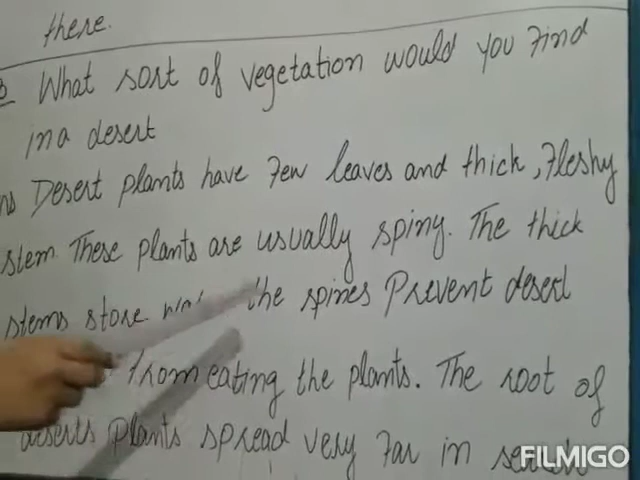 there.
What sort of vegetation would you find
in a desert
Desert plants have few leaves and thick, fleshy
stem These plants are usually spiny. The thick
stems store the spines Prevent desert
from eating the plants. The root of
deserts plants spread very far in search
FILMIGO